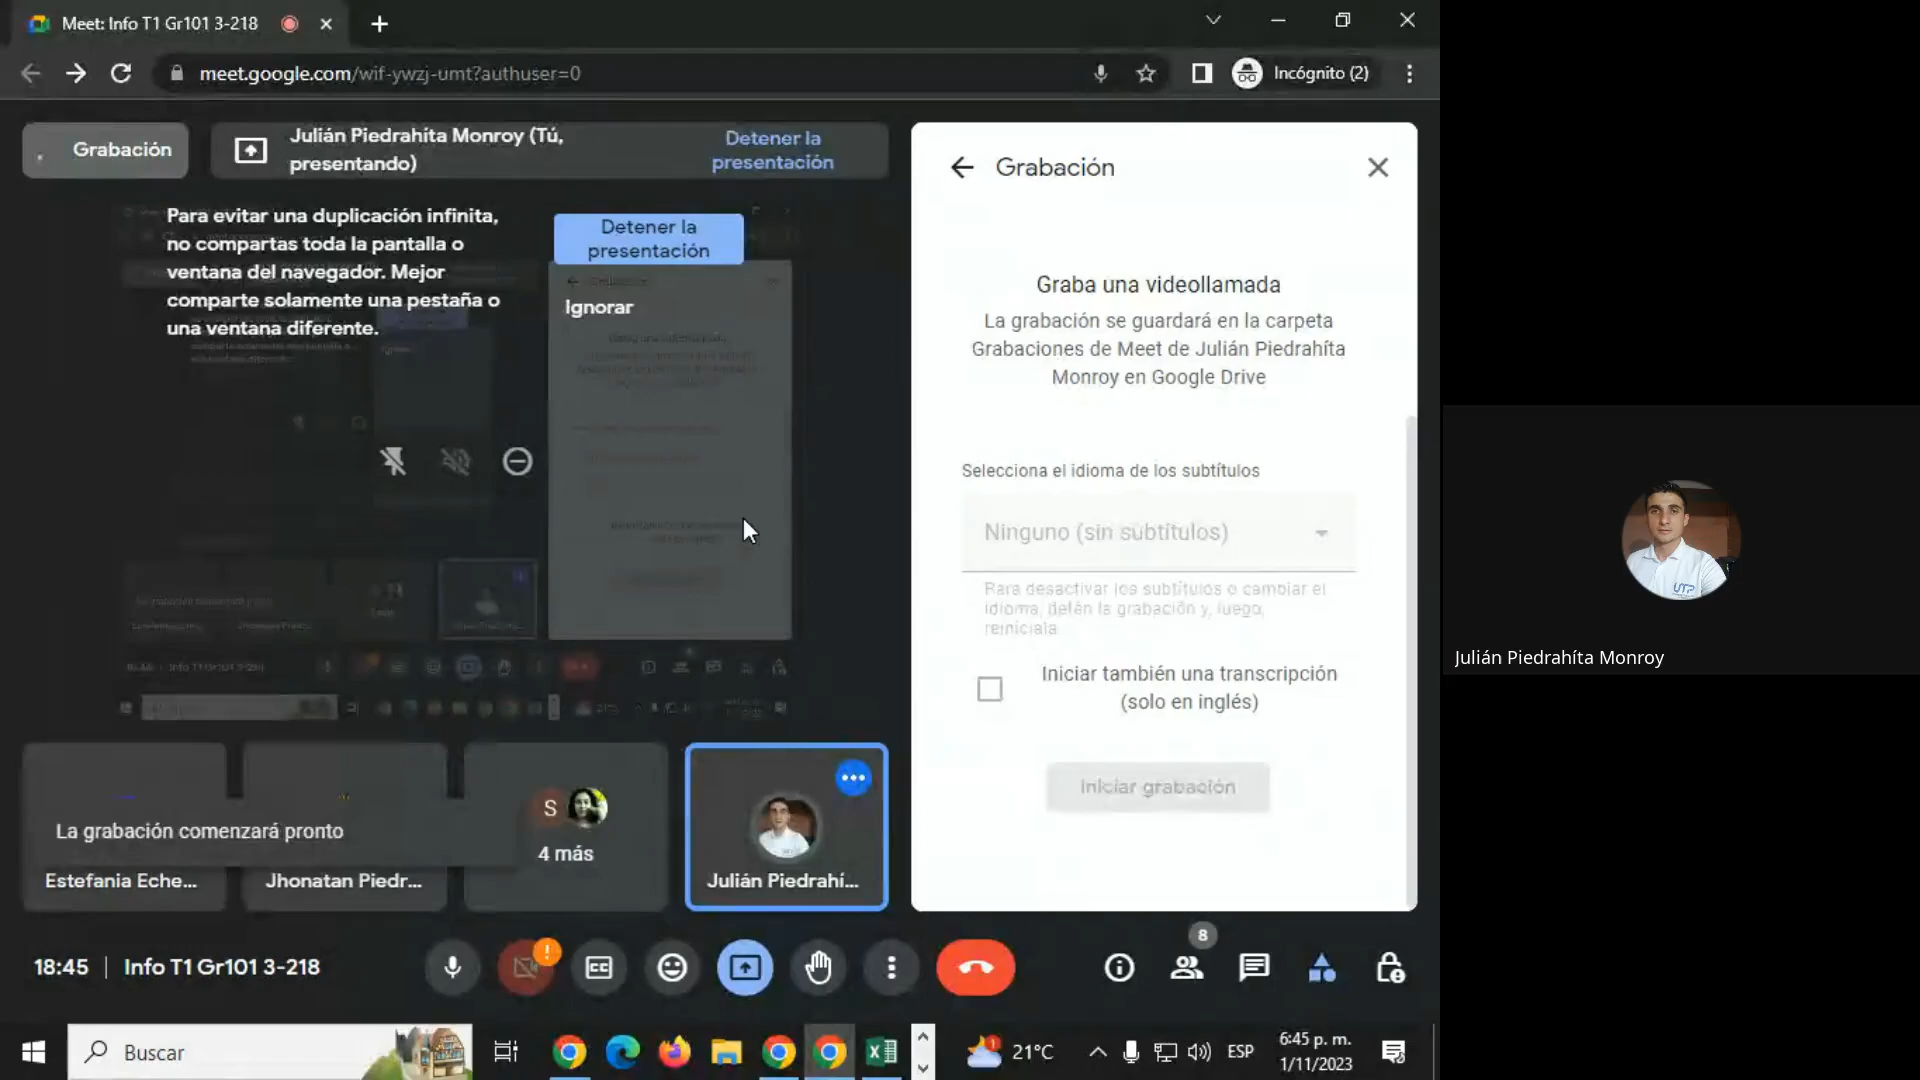 Meet: Info T1 Gr101 3-218
meet.google.com/wif-ywzj-umt?authuser=0
Incógnito (2)
Grabación
Julián Piedrahíta Monroy (Tú,
presentando)
Detener la
presentación
Para evitar una duplicación infinita,
no compartas toda la pantalla o
ventana del navegador. Mejor
comparte solamente una pestaña o
una ventana diferente.
Detener la
presentación
Ignorar
Grabación
Graba una videollamada
La grabación se guardará en la carpeta
Grabaciones de Meet de Julián Piedrahíta
Monroy en Google Drive
Selecciona el idioma de los subtítulos
Ninguno (sin subtítulos)
Para desactivar los subtítulos o cambiar el
idioma, detén la grabación y, luego,
reiníciala
Iniciar también una transcripción
(solo en inglés)
Iniciar grabación
La grabación comenzará pronto
Estefania Eche...
Jhonatan Piedr...
S
4 más
Julián Piedrahí...
Julián Piedrahíta Monroy
UTP
18:45 | Info T1 Gr101 3-218
8
Buscar
21°C
ESP
6:45 p. m.
1/11/2023